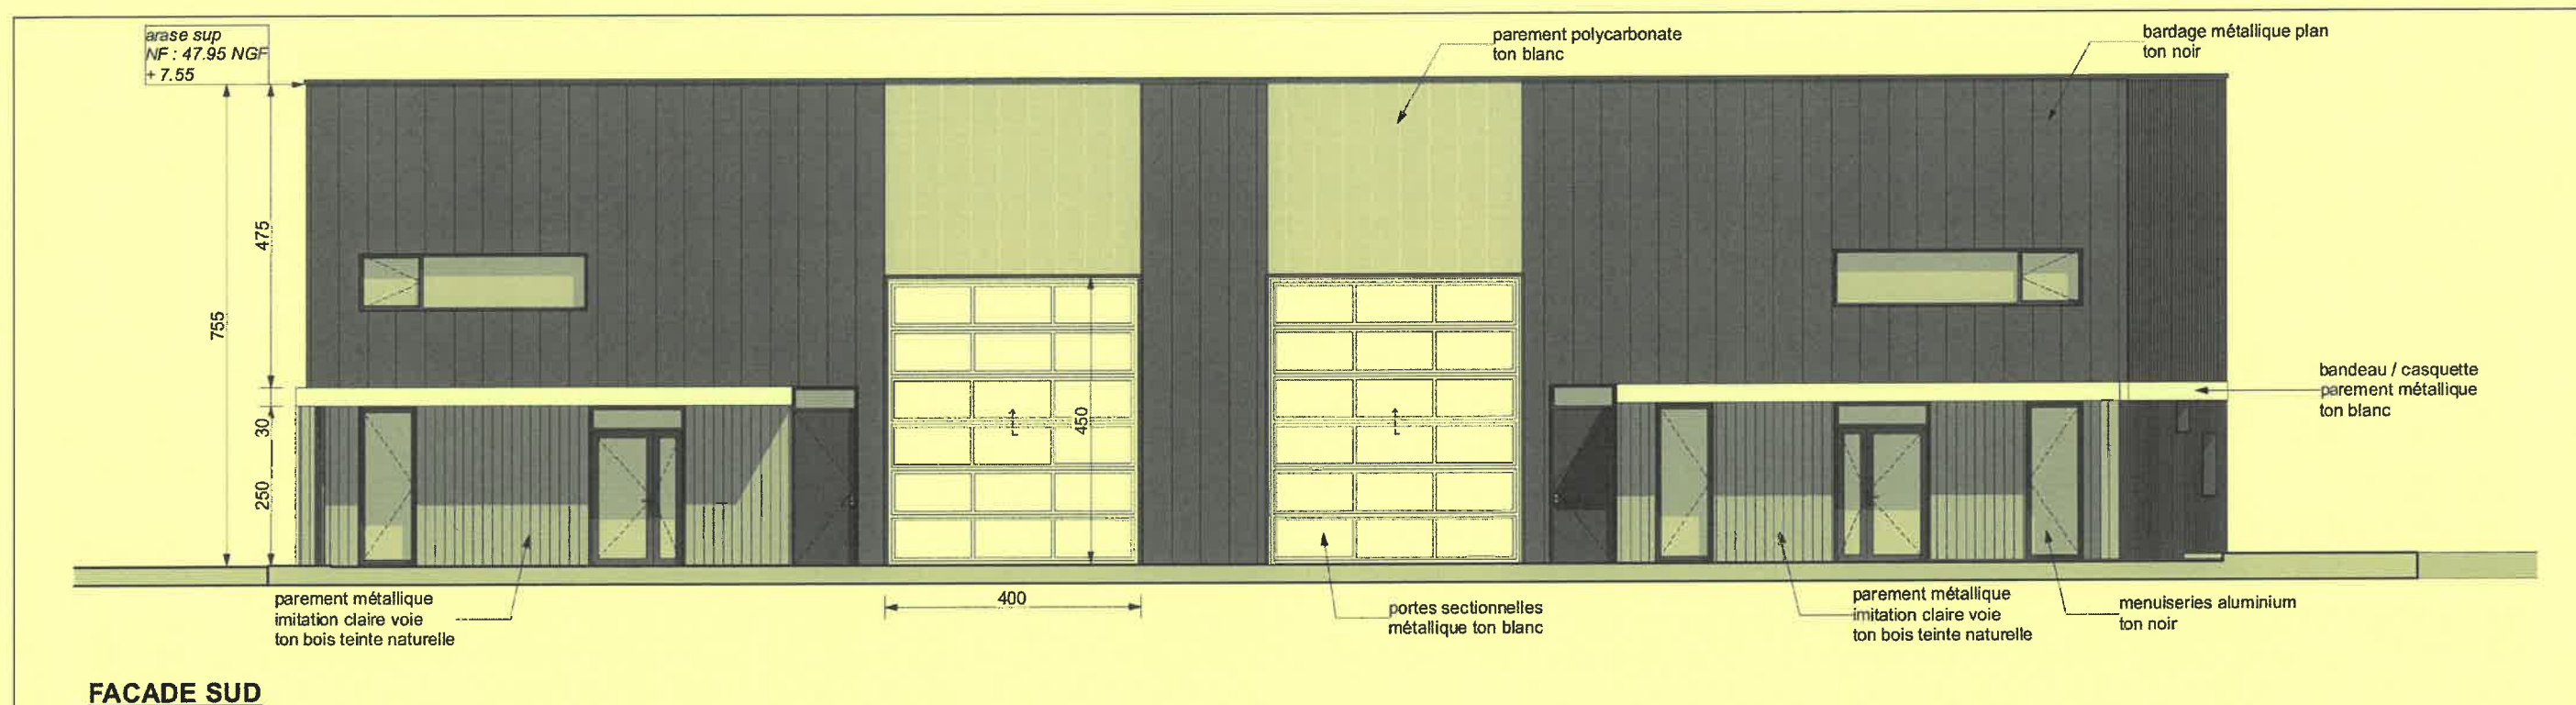 arase sup
NF : 47.95 NGF
+ 7.55
parement polycarbonate
ton blanc
bardage métallique plan
ton noir
475
755
30
250
450
400
bandeau / casquette
parement métallique
ton blanc
parement métallique
imitation claire voie
ton bois teinte naturelle
portes sectionnelles
métallique ton blanc
parement métallique
imitation claire voie
ton bois teinte naturelle
menuiseries aluminium
ton noir
FACADE SUD